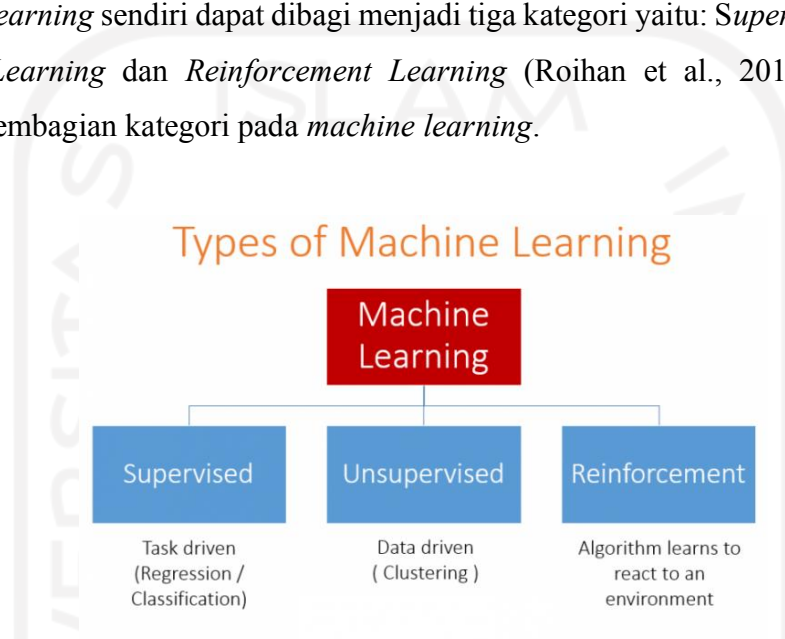 earning sendiri dapat dibagi menjadi tiga kategori yaitu: Super
Learning dan Reinforcement Learning (Roihan et al., 201
embagian kategori pada machine learning.
ISLAM
Types of Machine Learning
Machine
Learning
Supervised
Unsupervised
Reinforcement
Task driven
(Regression /
Classification)
Data driven
( Clustering )
Algorithm learns to
react to an
environment